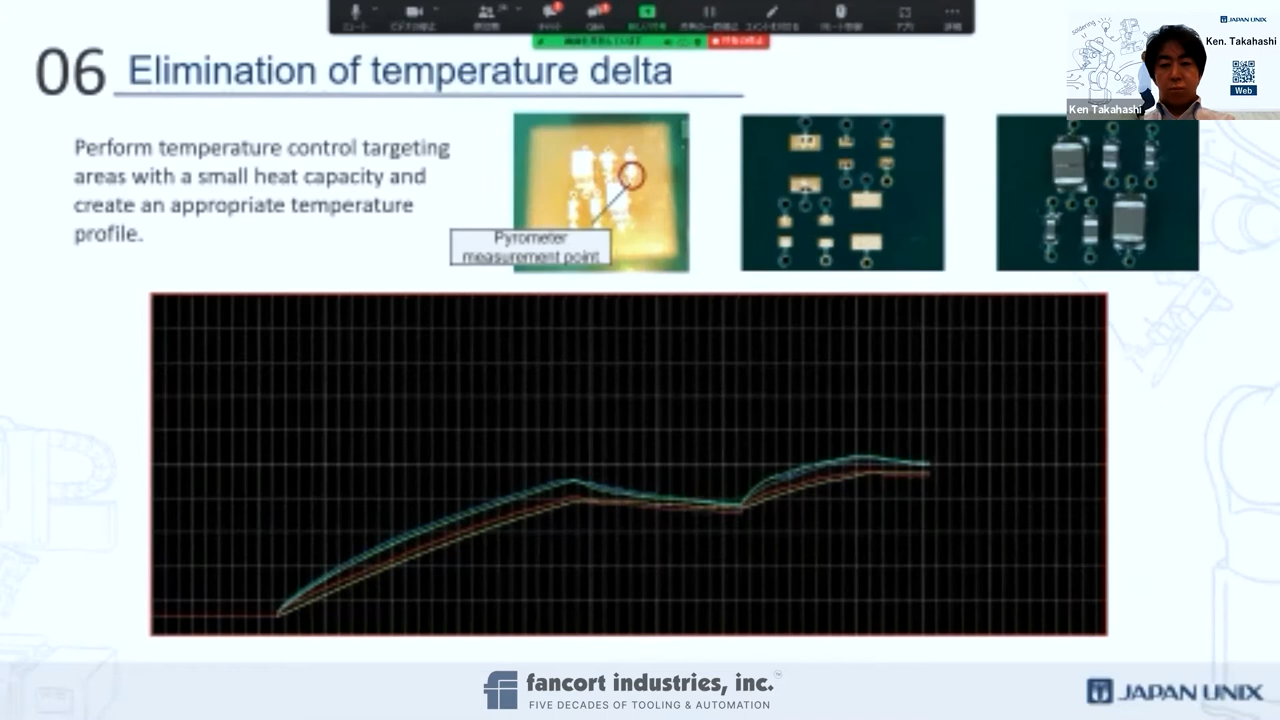 06 Elimination of temperature delta
JAPAN UNIX
Ken. Takahashi
Web
Ken Takahashi
Perform temperature control targeting
areas with a small heat capacity and
create an appropriate temperature
profile.
Pyrometer
measurement point
fancort industries, inc.
FIVE DECADES OF TOOLING & AUTOMATION
JAPAN UNIX